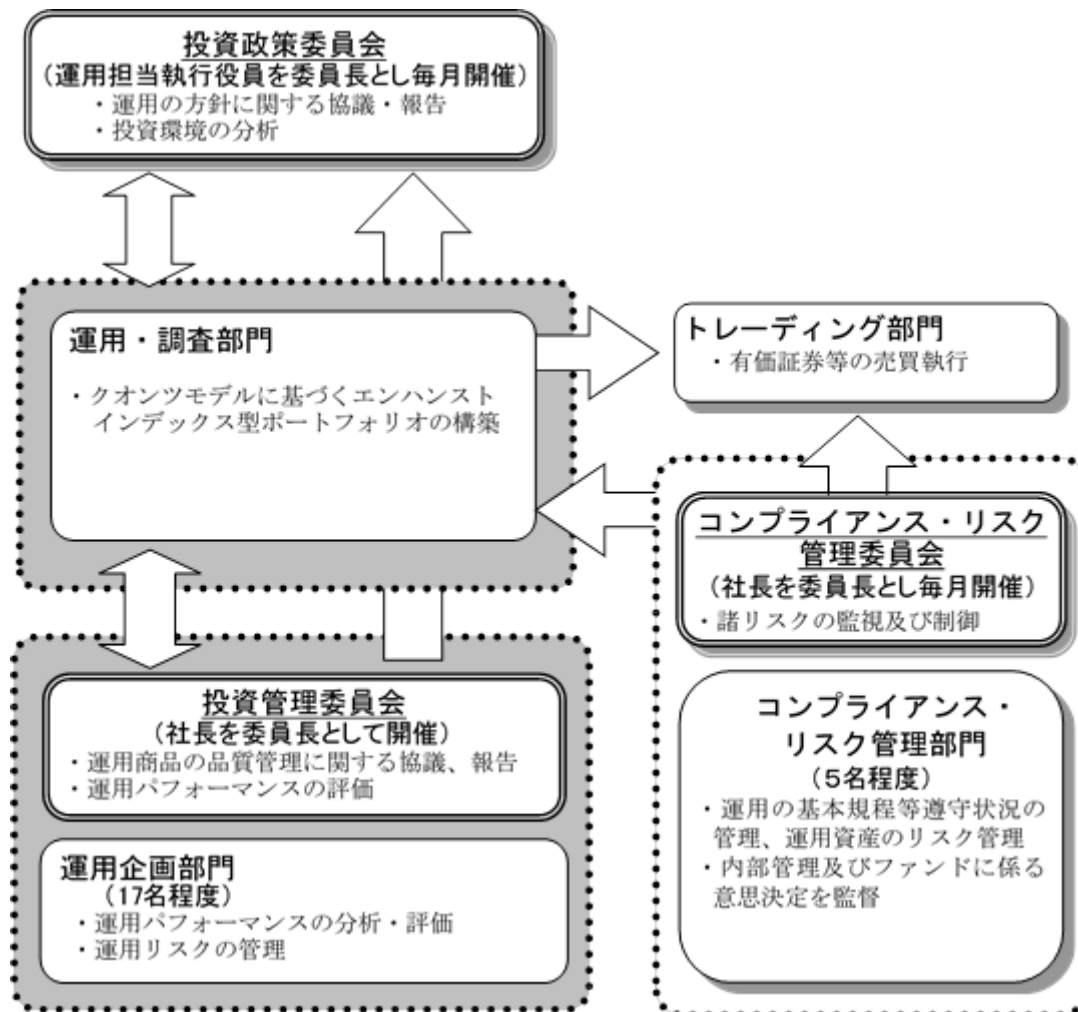 投資政策委員会
(運用担当執行役員を委員長とし毎月開催)
・運用の方針に関する協議・報告
・投資環境の分析
運用・調査部門
・クオンツモデルに基づくエンハンスト
インデックス型ポートフォリオの構築
トレーディング部門
・有価証券等の売買執行
コンプライアンス・リスク
管理委員会
(社長を委員長とし毎月開催)
・諸リスクの監視及び制御
投資管理委員会
(社長を委員長として開催)
・運用商品の品質管理に関する協議、報告
・運用パフォーマンスの評価
運用企画部門
(17名程度)
・運用パフォーマンスの分析・評価
・運用リスクの管理
コンプライアンス・
リスク管理部門
(5名程度)
・運用の基本規程等遵守状況の
管理、運用資産のリスク管理
・内部管理及びファンドに係る
意思決定を監督